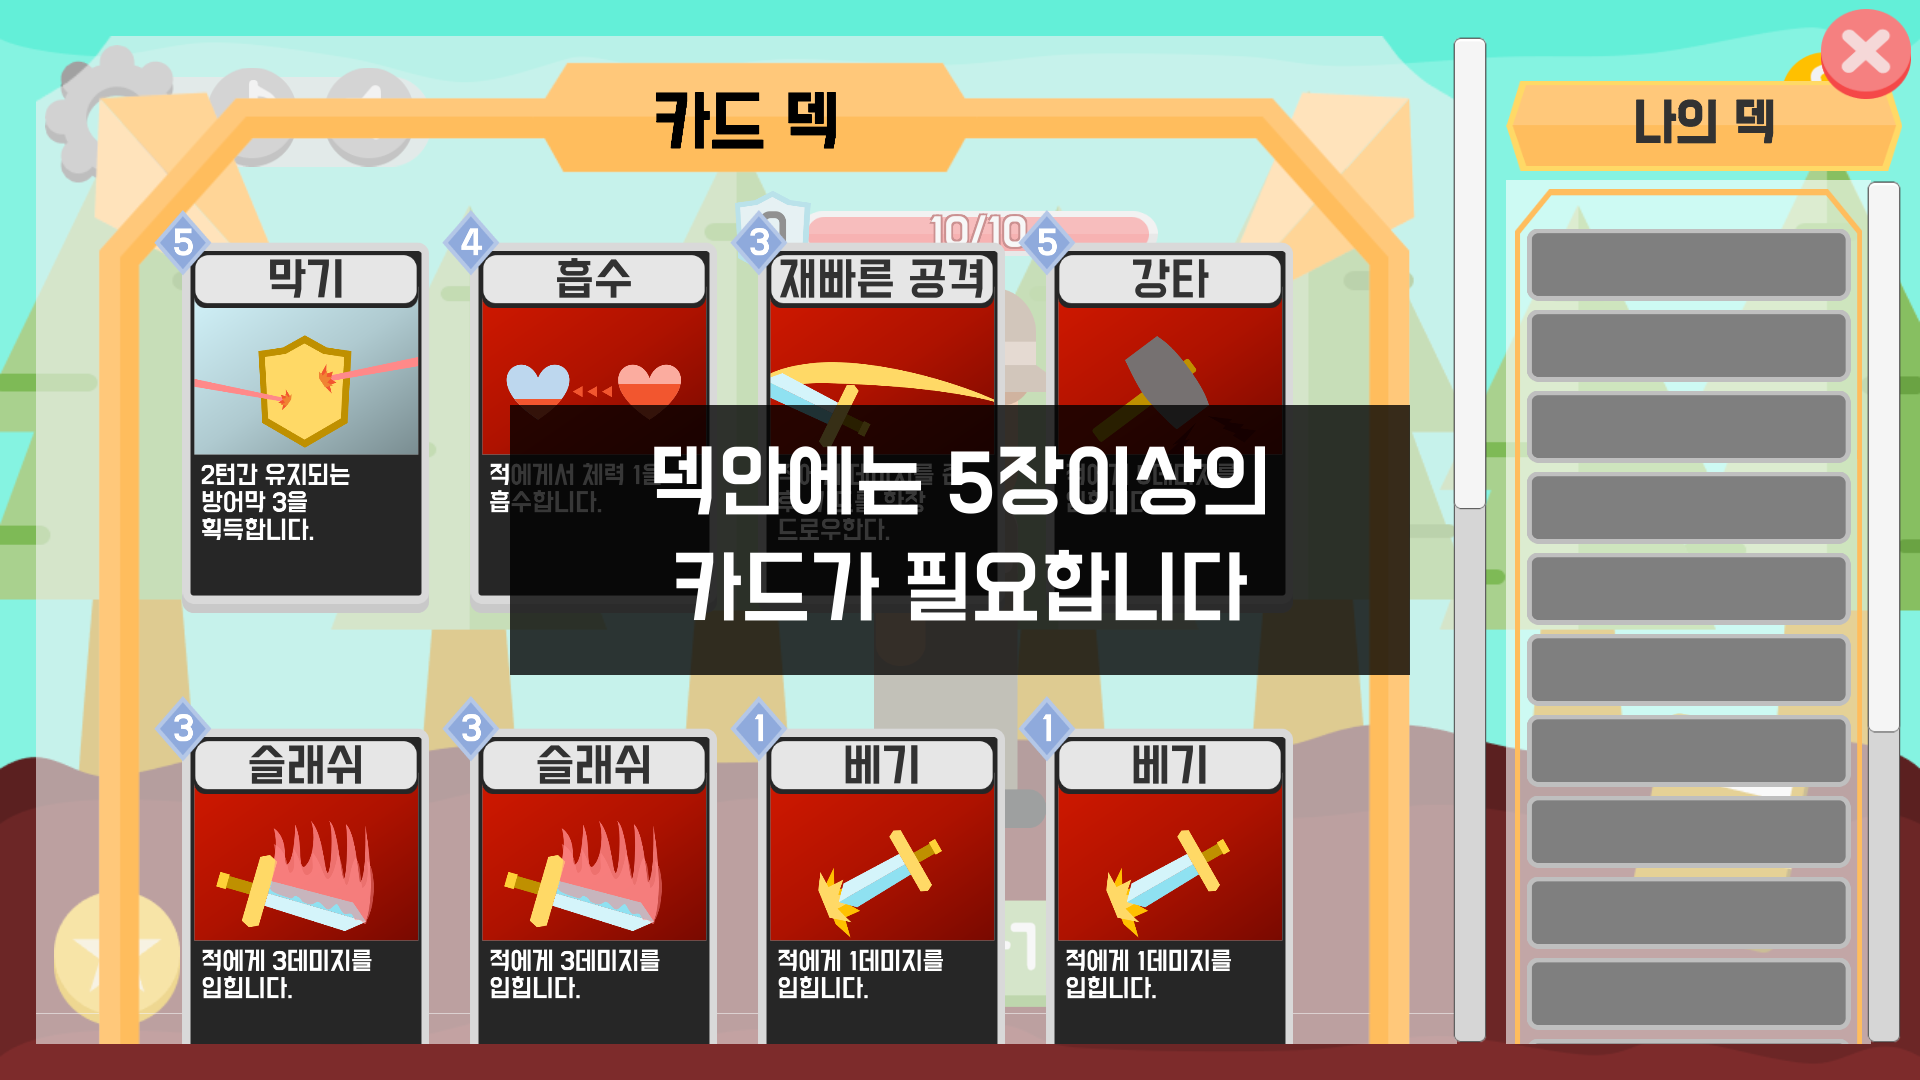 카드 덱
나의 덱
10/10
5
막기
2턴간 유지되는
방어막 3을
획득합니다.
4
흡수
적에게서 체력 1을
흡수합니다.
3
재빠른 공격
드로우한다.
5
강타
덱안에는 5장이상의
카드가 필요합니다
3
슬래쉬
적에게 3데미지를
입힙니다.
3
슬래쉬
적에게 3데미지를
입힙니다.
1
베기
적에게 1데미지를
입힙니다.
1
베기
적에게 1데미지를
입힙니다.